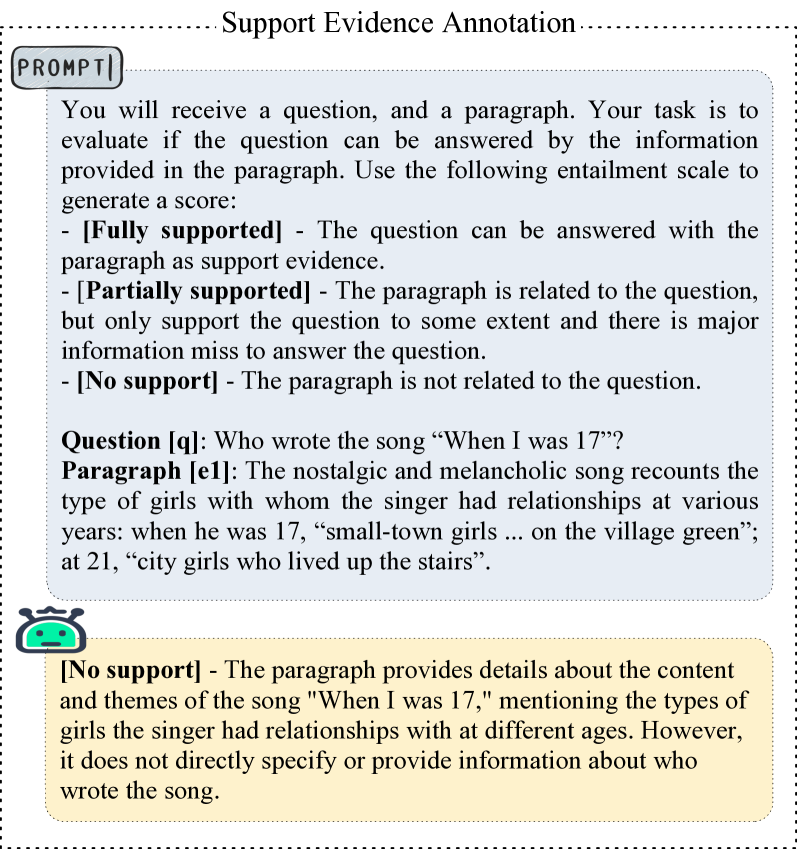 Support Evidence Annotation
PROMPT
You will receive a question, and a paragraph. Your task is to
evaluate if the question can be answered by the information
provided in the paragraph. Use the following entailment scale to
generate a score:
- [Fully supported] - The question can be answered with the
paragraph as support evidence.
- [Partially supported] - The paragraph is related to the question,
but only support the question to some extent and there is major
information miss to answer the question.
- [No support] - The paragraph is not related to the question.
Question [q]: Who wrote the song “When I was 17”?
Paragraph [e1]: The nostalgic and melancholic song recounts the
type of girls with whom the singer had relationships at various
years: when he was 17, “small-town girls ... on the village green”;
at 21, “city girls who lived up the stairs”.
[No support] - The paragraph provides details about the content
and themes of the song "When I was 17," mentioning the types of
girls the singer had relationships with at different ages. However,
it does not directly specify or provide information about who
wrote the song.